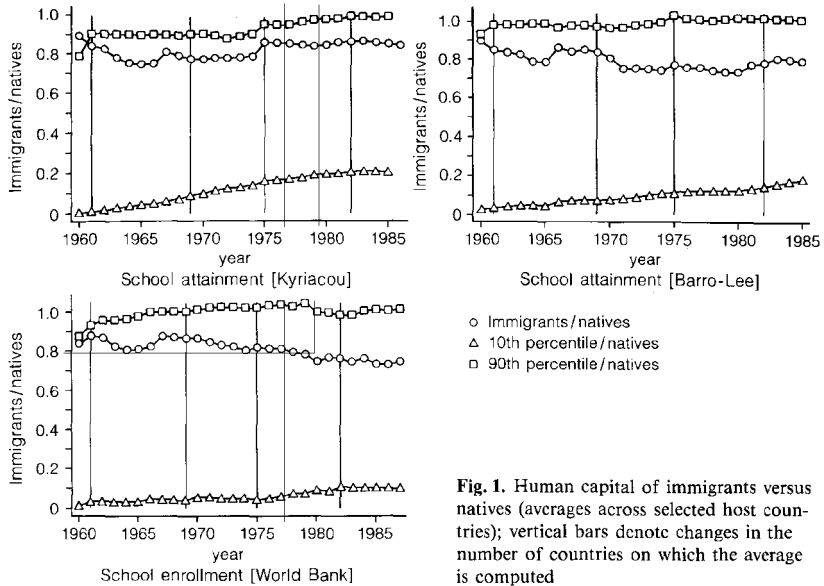 1.0
0.8
0.6
0.4
0.2
0
Immigrants/natives
1960 1965 1970 1975 1980 1985
year
School attainment [Kyriacou]
1.0
0.8
0.6
0.4
0.2
0
Immigrants/natives
1960 1965 1970 1975 1980 1985
year
School attainment [Barro-Lee]
1.0
0.8
0.6
0.4
0.2
0
Immigrants/natives
1960 1965 1970 1975 1980 1985
year
School enrollment [World Bank]
Immigrants/natives
10th percentile/natives
90th percentile/natives
Fig. 1. Human capital of immigrants versus
natives (averages across selected host coun-
tries); vertical bars denote changes in the
number of countries on which the average
is computed